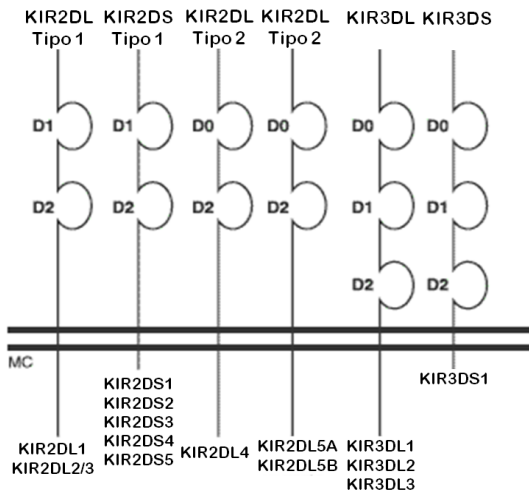 KIR2DL KIR2DS KIR2DL KIR2DL KIR3DL KIR3DS
Tipo 1 Tipo 1 Tipo 2 Tipo 2
D1 D1 D0 D0 D0 D0
D2 D2 D2 D2 D1 D1
D2 D2
MC
KIR3DS1
KIR2DS1
KIR2DS2
KIR2DS3
KIR2DS4
KIR2DS5
KIR2DL1
KIR2DL2/3
KIR2DL4
KIR2DL5A
KIR2DL5B
KIR3DL1
KIR3DL2
KIR3DL3